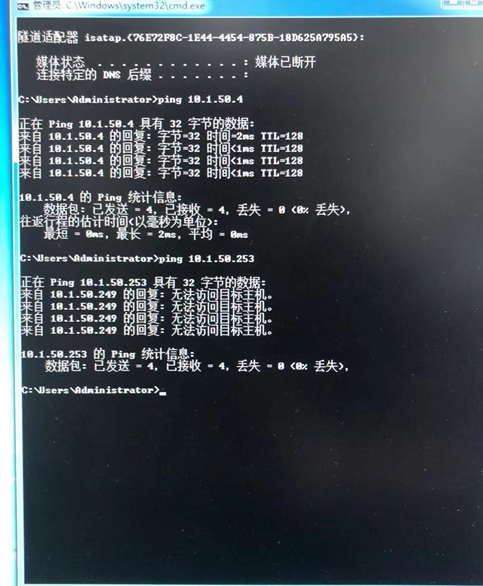 管理员: C:\Windows\system32\cmd.exe
隧道适配器 isatap.{76E72F8C-1E44-4454-875B-18D625A795A5}:
媒体状态 . . . . . . . . . . . . : 媒体已断开
连接特定的 DNS 后缀 . . . . . . . :
C:\Users\Administrator>ping 10.1.50.4
正在 Ping 10.1.50.4 具有 32 字节的数据:
来自 10.1.50.4 的回复: 字节=32 时间=2ms TTL=128
来自 10.1.50.4 的回复: 字节=32 时间<1ms TTL=128
来自 10.1.50.4 的回复: 字节=32 时间<1ms TTL=128
来自 10.1.50.4 的回复: 字节=32 时间<1ms TTL=128
10.1.50.4 的 Ping 统计信息:
数据包: 已发送 = 4，已接收 = 4，丢失 = 0 (0% 丢失)，
往返行程的估计时间(以毫秒为单位):
最短 = 0ms，最长 = 2ms，平均 = 0ms
C:\Users\Administrator>ping 10.1.50.253
正在 Ping 10.1.50.253 具有 32 字节的数据:
来自 10.1.50.249 的回复: 无法访问目标主机。
来自 10.1.50.249 的回复: 无法访问目标主机。
来自 10.1.50.249 的回复: 无法访问目标主机。
来自 10.1.50.249 的回复: 无法访问目标主机。
10.1.50.253 的 Ping 统计信息:
数据包: 已发送 = 4，已接收 = 4，丢失 = 0 (0% 丢失)，
C:\Users\Administrator>